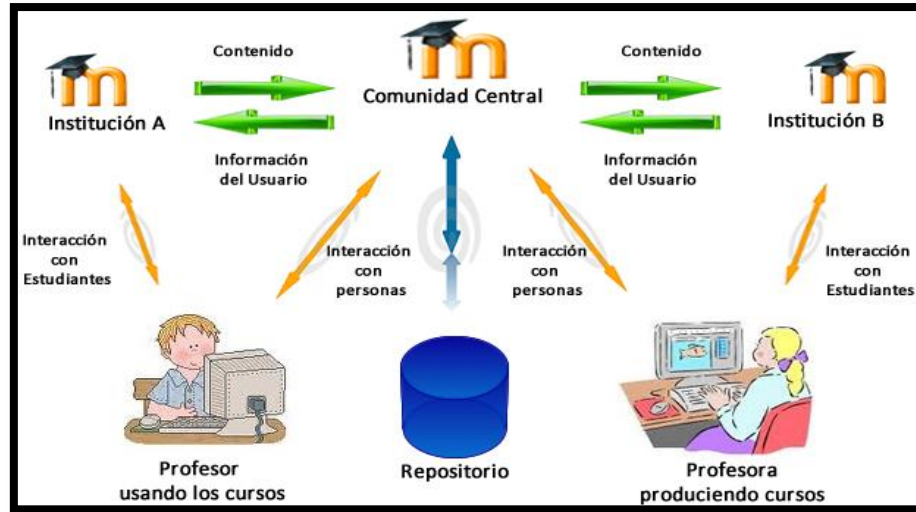 m
Institución A
Contenido
Información
del Usuario
m
Comunidad Central
Contenido
Información
del Usuario
m
Institución B
Interacción
con
Estudiantes
Interacción
con
personas
Interacción
con
personas
Interacción
con
Estudiantes
Profesor
usando los cursos
Repositorio
Profesora
produciendo cursos